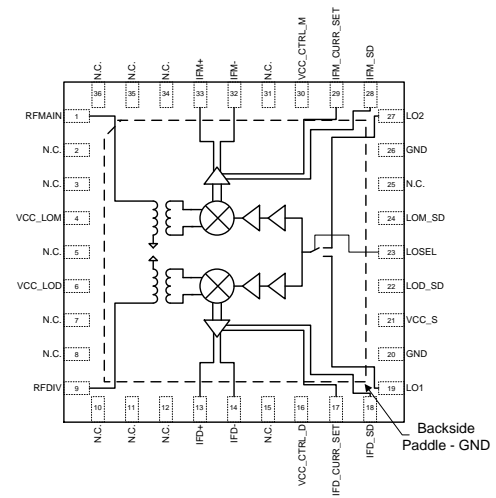 N.C.
N.C.
N.C.
IFM+
IFM-
N.C.
VCC_CTRL_M
IFM_CURR_SET
IFM_SD
36
35
34
33
32
31
30
29
28
RFMAIN 1
27 LO2
N.C. 2
26 GND
N.C. 3
25 N.C.
VCC_LOM 4
24 LOM_SD
N.C. 5
23 LOSEL
VCC_LOD 6
22 LOD_SD
N.C. 7
21 VCC_S
N.C. 8
20 GND
RFDIV 9
19 LO1
10
11
12
13
14
15
16
17
18
N.C.
N.C.
N.C.
IFD+
IFD-
N.C.
VCC_CTRL_D
IFD_CURR_SET
IFD_SD
Backside
Paddle - GND